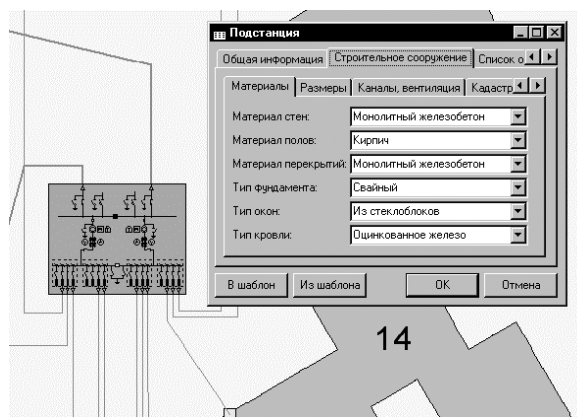 Подстанция
Общая информация Строительное сооружение Список о
Материалы Размеры Каналы, вентиляция Кадастр
Материал стен: Монолитный железобетон
Материал полов: Кирпич
Материал перекрытий: Монолитный железобетон
Тип фундамента: Свайный
Тип окон: Из стеклоблоков
Тип кровли: Оцинкованное железо
В шаблон Из шаблона OK Отмена
14